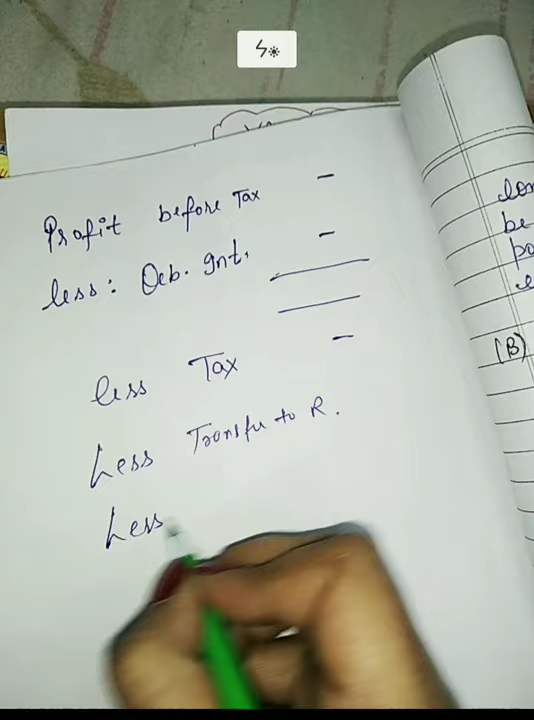 Profit before Tax -
less: Deb. Int. -
less Tax -
Less Transfer to R.
Less
(B)